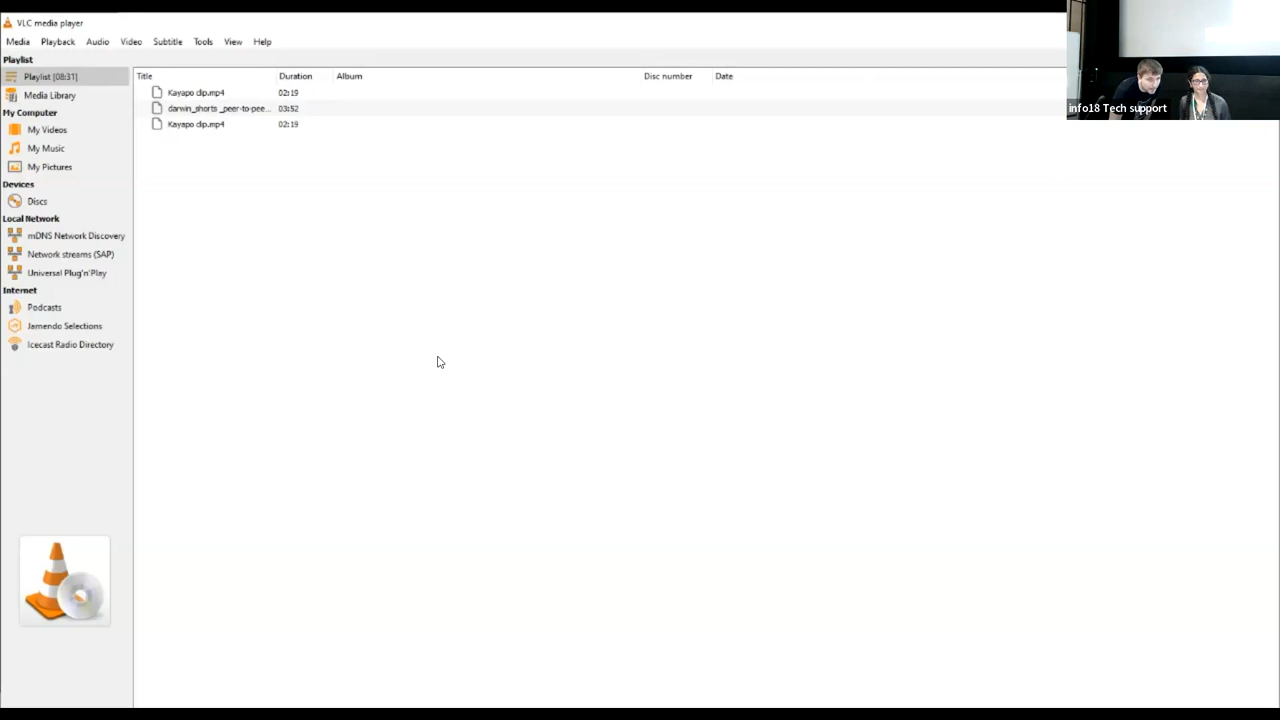 VLC media player
Media Playback Audio Video Subtitle Tools View Help
Playlist
Playlist [08:31]
Media Library
My Computer
My Videos
My Music
My Pictures
Devices
Discs
Local Network
mDNS Network Discovery
Network streams (SAP)
Universal Plug'n'Play
Internet
Podcasts
Jamendo Selections
Icecast Radio Directory
Title Duration Album Disc number Date
Kayapo clip.mp4 02:19
darwin_shorts _peer-to-pee... 03:52
Kayapo clip.mp4 02:19
info18 Tech support